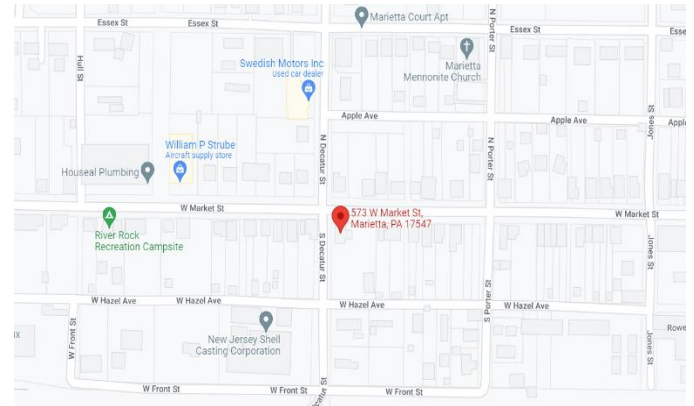 Marietta Court Apt
Essex St
Essex St
N Porter St
Essex St
Hull St
Swedish Motors Inc
Used car dealer
Marietta
Mennonite Church
Jones St
Apple Ave
William P Strube
Aircraft supply store
Houseal Plumbing
N Decatur St
N Porter St
W Market St
573 W Market St,
Marietta, PA 17547
W Market St
River Rock
Recreation Campsite
S Decatur St
Jones St
W Hazel Ave
W Hazel Ave
W Hazel Ave
W Hazel Ave
S Porter St
New Jersey Shell
Casting Corporation
W Front St
Jones St
W Front St
W Front St
W Front St